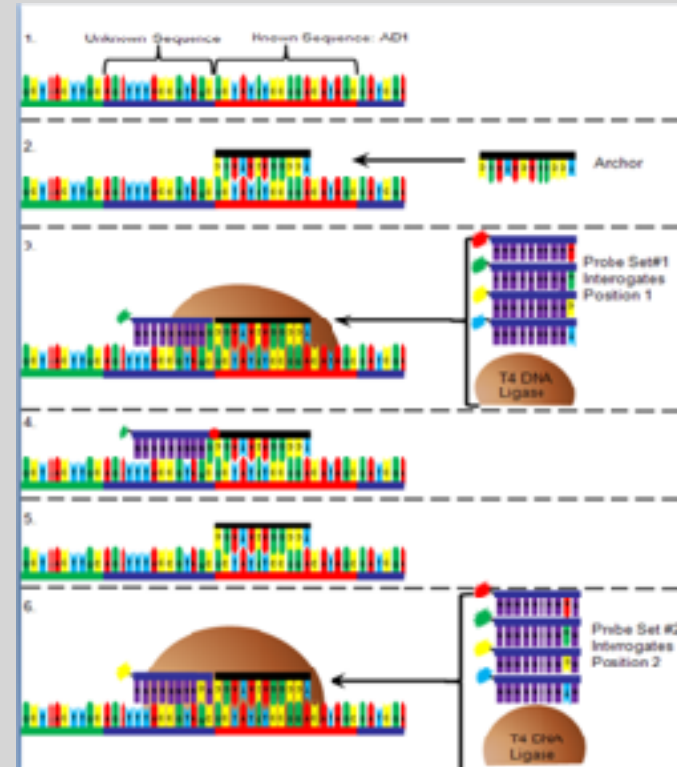 1.
Unknown Sequence
Known Sequence: AD1
2.
Anchor
3.
Probe Set#1
Interrogates
Position 1
T4 DNA
Ligase
4.
5.
6.
Probe Set #2
Interrogates
Position 2
T4 DNA
Ligase